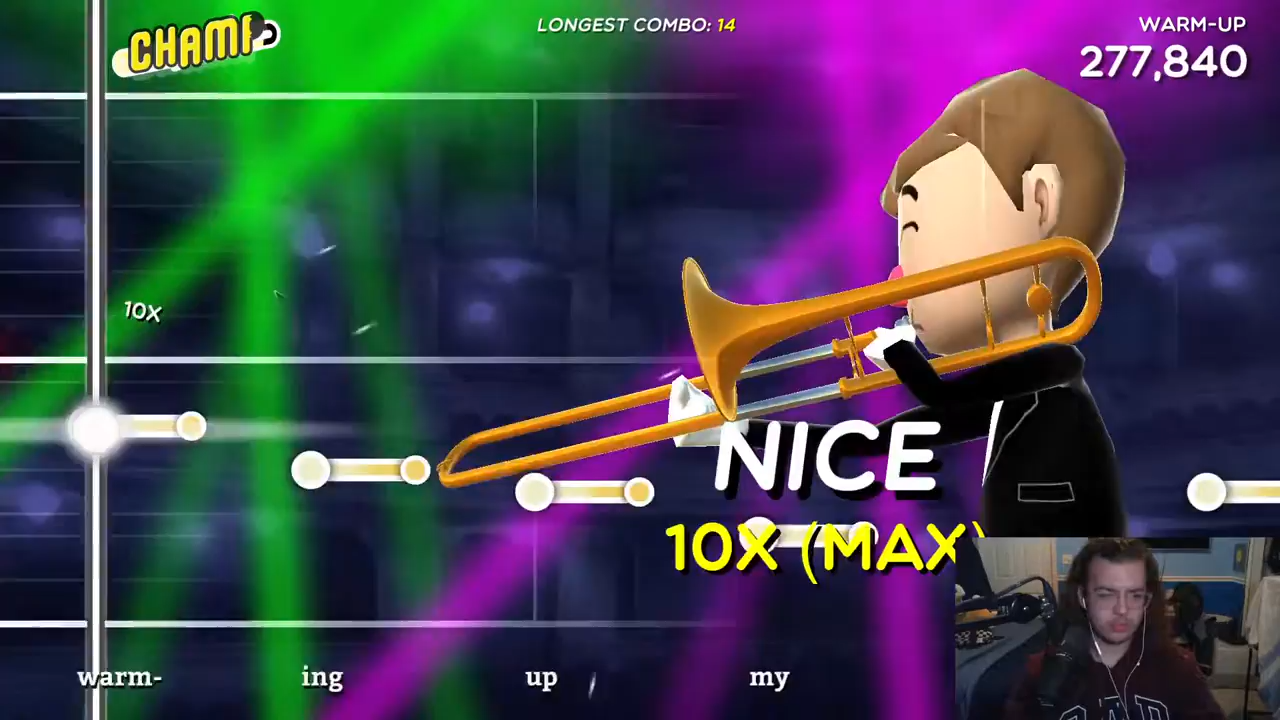 CHAMP
LONGEST COMBO: 14
WARM-UP
277,840
10X
NICE
10X (MAX)
warm- ing up my